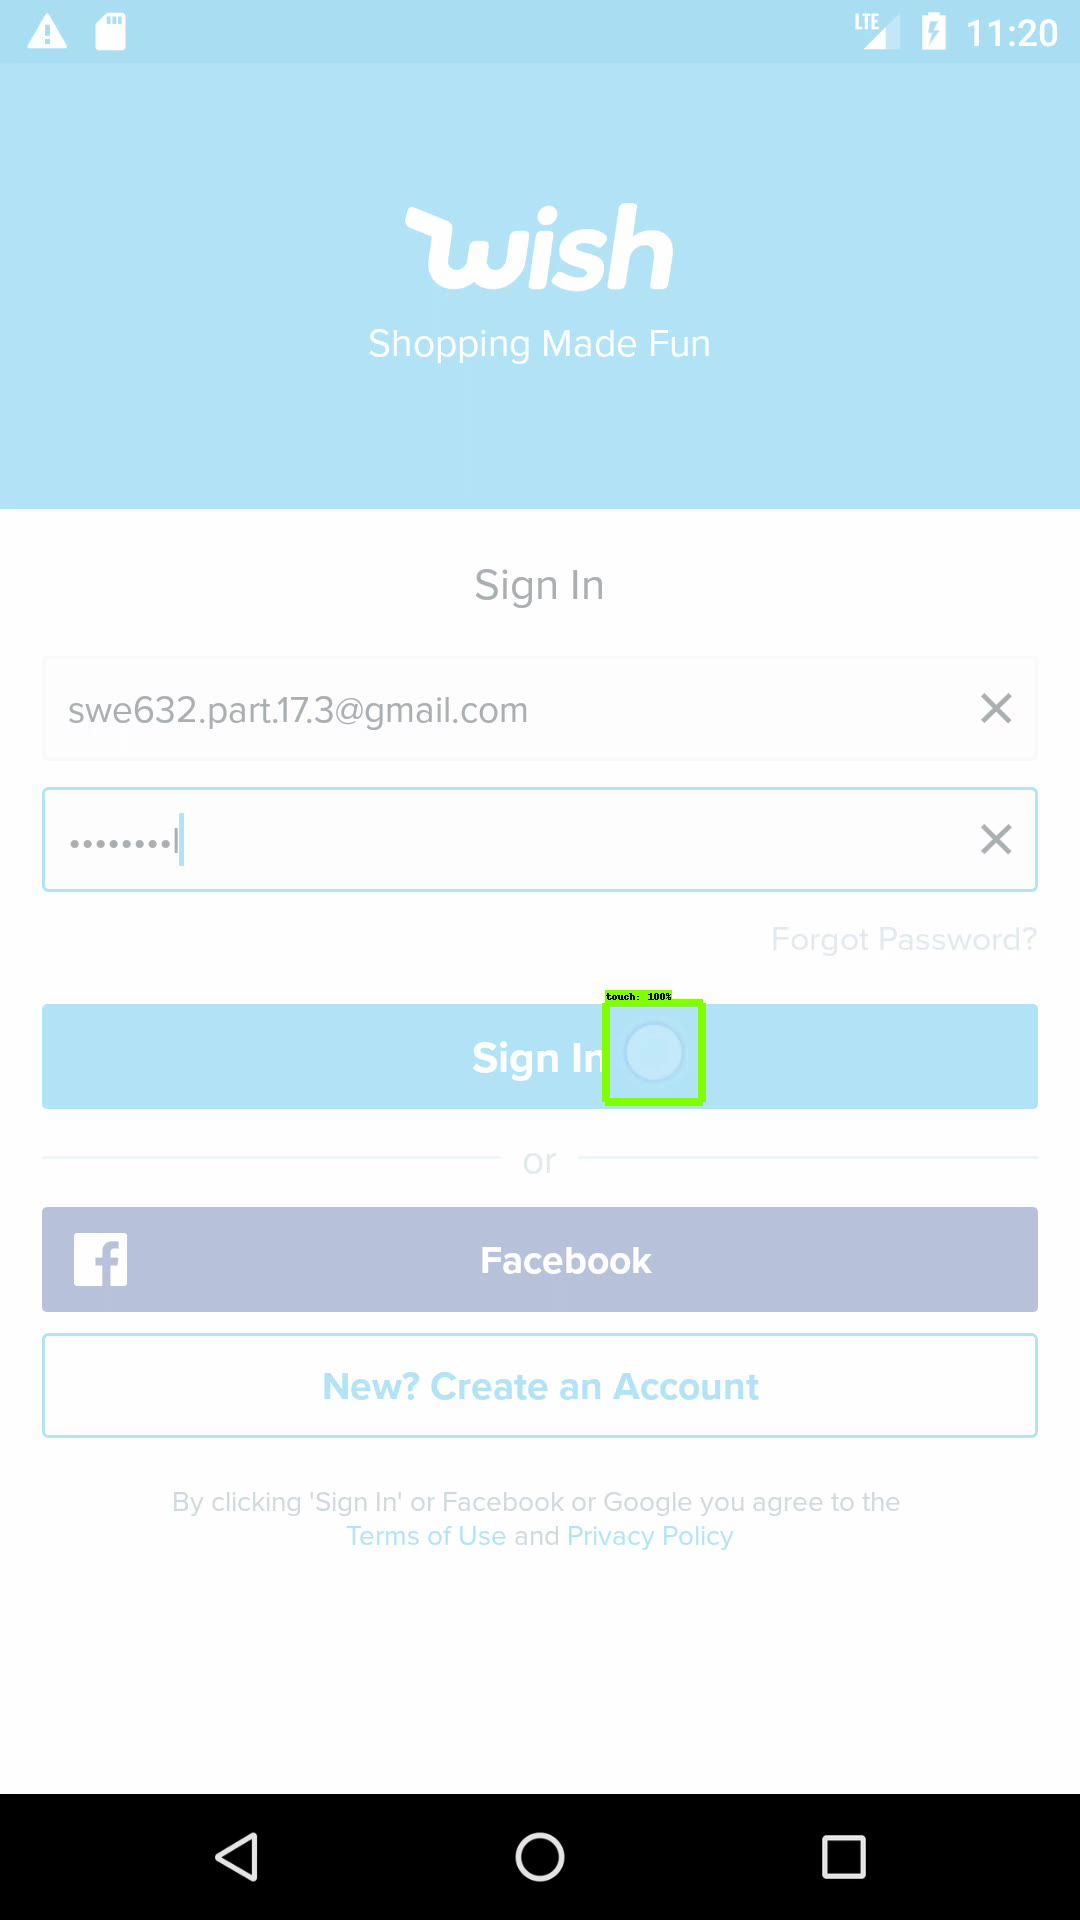 LTE 11:20
wish
Shopping Made Fun
Sign In
swe632.part.17.3@gmail.com
••••••••l
Forgot Password?
touch: 100%
Sign In
or
Facebook
New? Create an Account
By clicking 'Sign In' or Facebook or Google you agree to the
Terms of Use and Privacy Policy